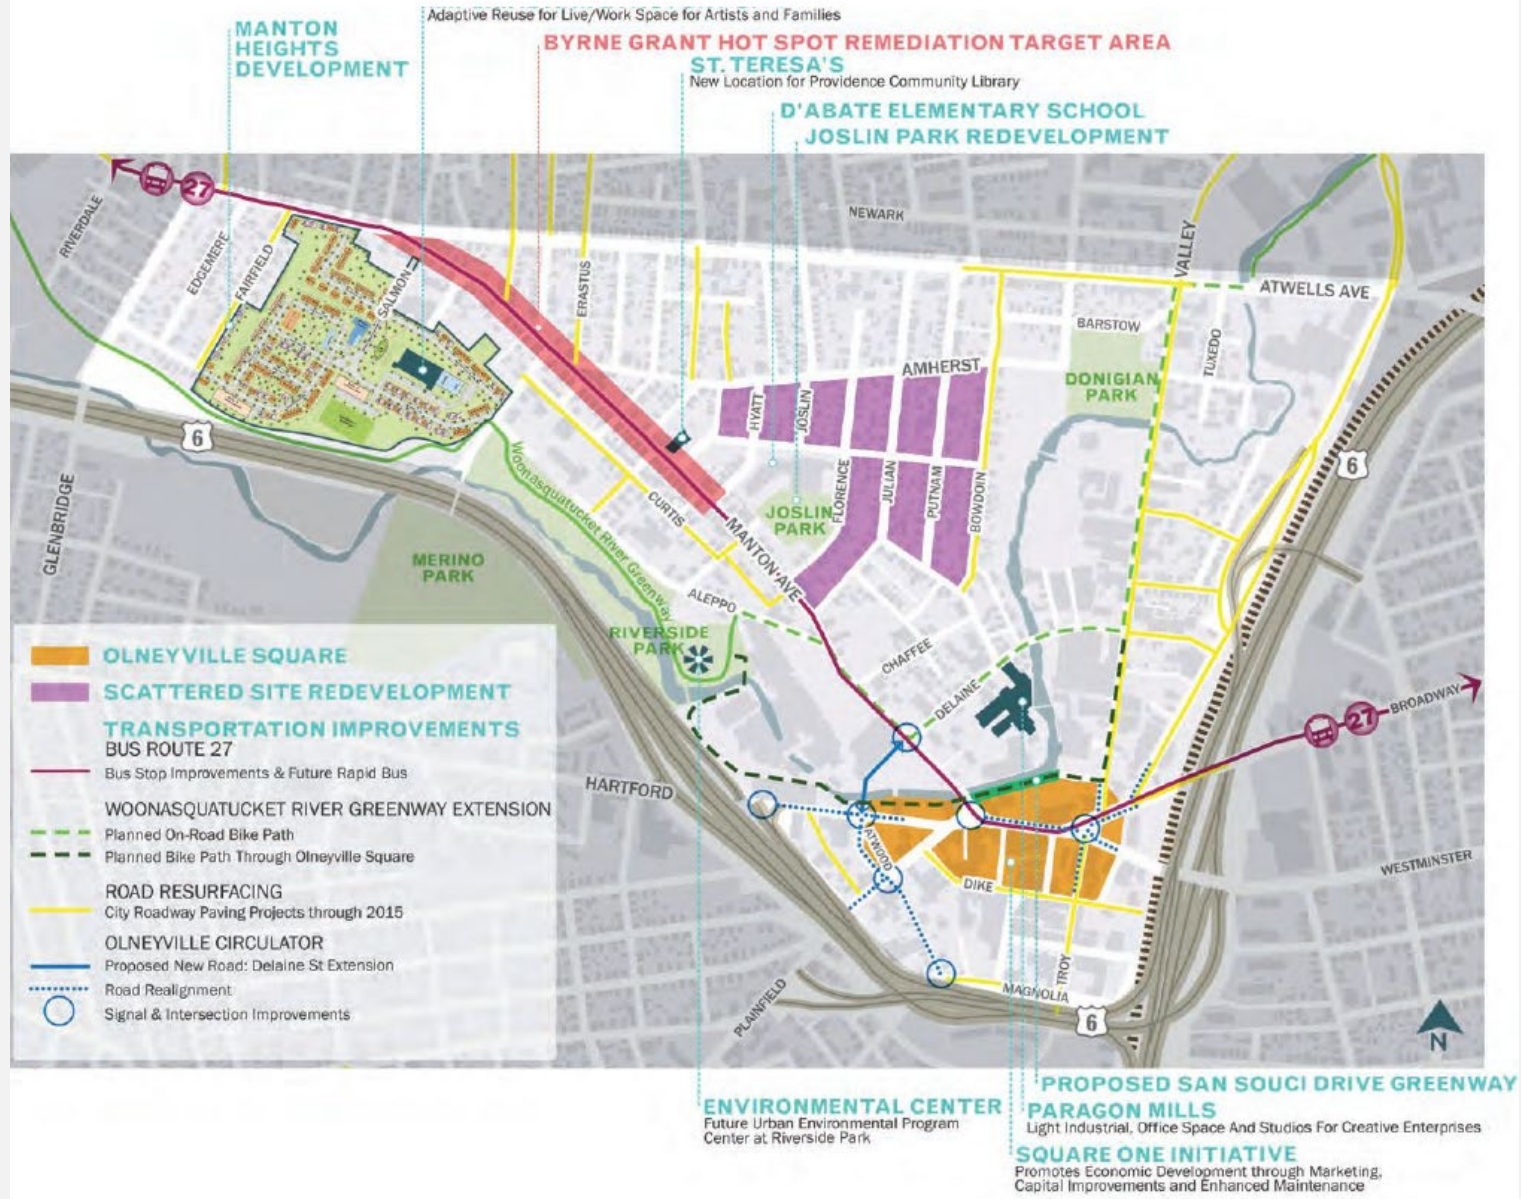 Adaptive Reuse for Live/Work Space for Artists and Families
MANTON
HEIGHTS
DEVELOPMENT
BYRNE GRANT HOT SPOT REMEDIATION TARGET AREA
ST. TERESA'S
New Location for Providence Community Library
D'ABATE ELEMENTARY SCHOOL
JOSLIN PARK REDEVELOPMENT
27
RIVERDALE
EDGEMERE
FAIRFIELD
SALMON
ERASTUS
NEWARK
VALLEY
ATWELLS AVE
BARSTOW
TUXEDO
AMHERST
DONIGIAN
PARK
HYATT
JOSLIN
FLORENCE
JULIAN
PUTNAM
BOWDOIN
JOSLIN
PARK
6
6
GLENBRIDGE
Woonasquatucket River Greenway
CURTIS
MANTON AVE
MERINO
PARK
ALEPPO
RIVERSIDE
PARK
CHAFFEE
DELAINE
BROADWAY
27
HARTFORD
ATWOOD
DIKE
WESTMINSTER
TROY
MAGNOLIA
PLAINFIELD
6
N
OLNEYVILLE SQUARE
SCATTERED SITE REDEVELOPMENT
TRANSPORTATION IMPROVEMENTS
BUS ROUTE 27
Bus Stop Improvements & Future Rapid Bus
WOONASQUATUCKET RIVER GREENWAY EXTENSION
Planned On-Road Bike Path
Planned Bike Path Through Olneyville Square
ROAD RESURFACING
City Roadway Paving Projects through 2015
OLNEYVILLE CIRCULATOR
Proposed New Road: Delaine St Extension
Road Realignment
Signal & Intersection Improvements
PROPOSED SAN SOUCI DRIVE GREENWAY
ENVIRONMENTAL CENTER
Future Urban Environmental Program
Center at Riverside Park
PARAGON MILLS
Light Industrial, Office Space And Studios For Creative Enterprises
SQUARE ONE INITIATIVE
Promotes Economic Development through Marketing,
Capital Improvements and Enhanced Maintenance